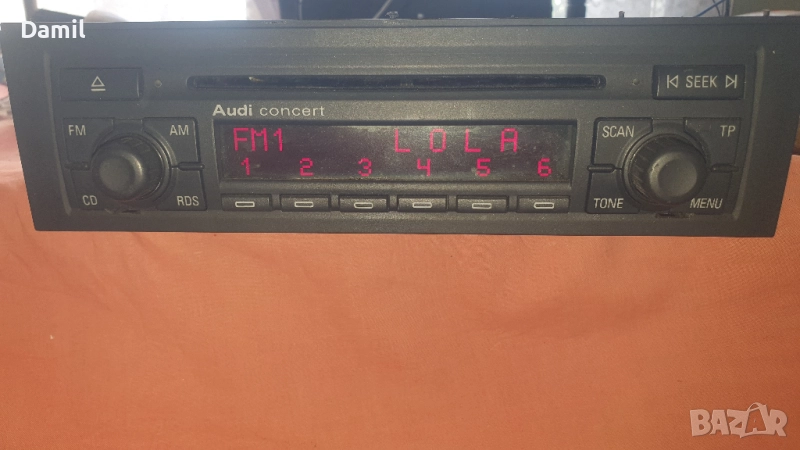 Damil
SEEK
Audi concert
FM AM
FM1 LOLA
SCAN TP
1 2 3 4 5 6
CD RDS
TONE MENU
BAZAR